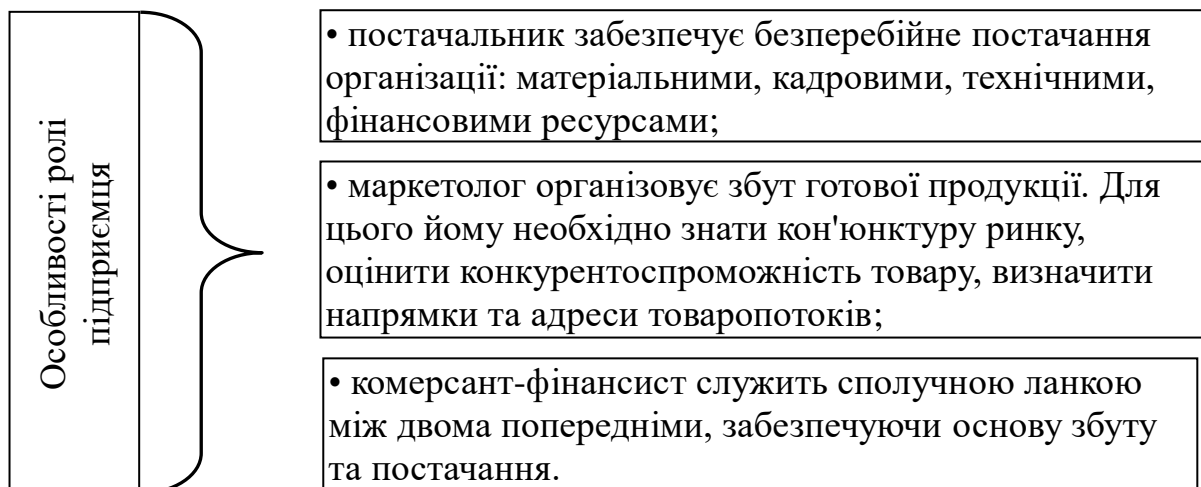 Особливості ролі
підприємця
• постачальник забезпечує безперебійне постачання
організації: матеріальними, кадровими, технічними,
фінансовими ресурсами;
• маркетолог організовує збут готової продукції. Для
цього йому необхідно знати кон'юнктуру ринку,
оцінити конкурентоспроможність товару, визначити
напрямки та адреси товаропотоків;
• комерсант-фінансист служить сполучною ланкою
між двома попередніми, забезпечуючи основу збуту
та постачання.